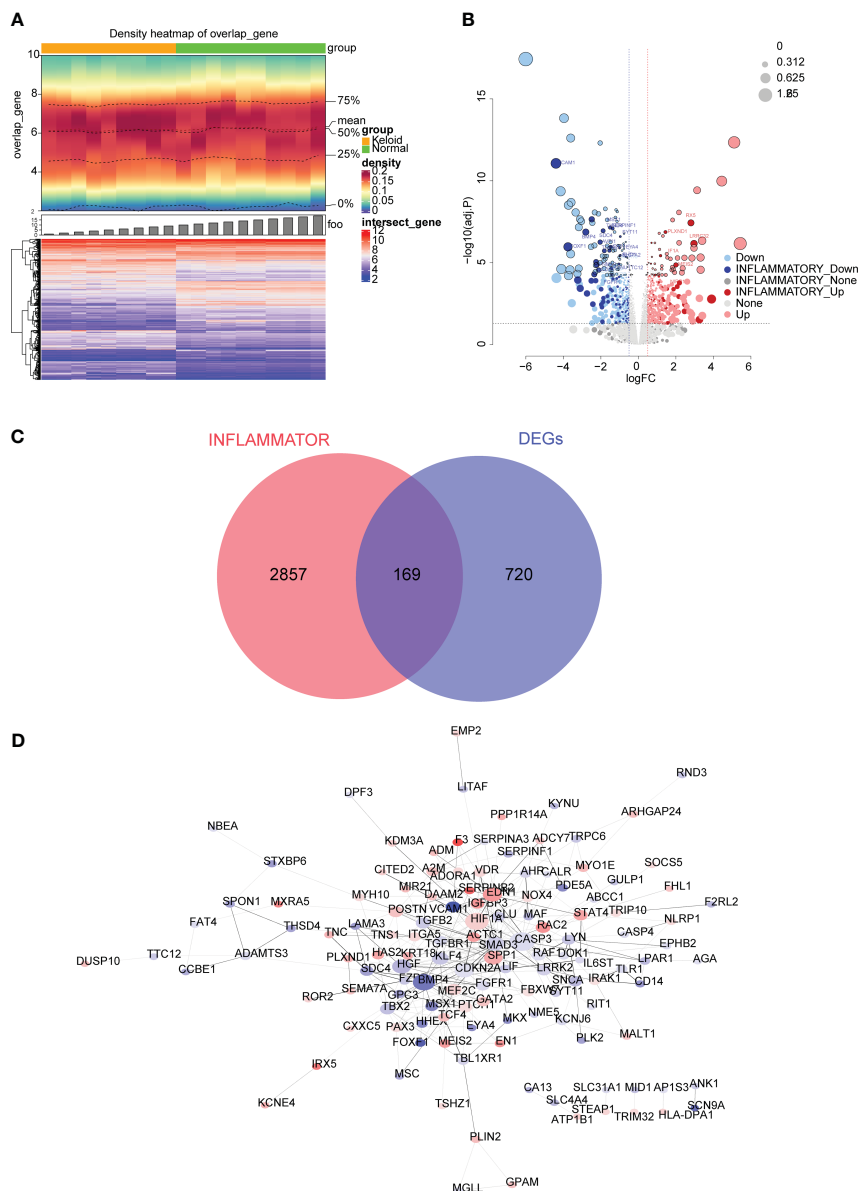 A
Density heatmap of overlap_gene
group
10
8
6
4
2
overlap_gene
75%
mean
50%
25%
0%
group
Keloid
Normal
density
0.2
0.15
0.1
0.05
0
15
10
5
0
foo
intersect_gene
12
10
8
6
4
2
B
0
0.312
0.625
15
10
5
0
−log10(adj.P)
CAM1
PLXND1
LRRC32
Down
INFLAMMATORY_Down
INFLAMMATORY_None
INFLAMMATORY_Up
None
Up
−6 −4 −2 0 2 4 6
logFC
C
INFLAMMATOR
DEGs
2857
169
720
D
EMP2
LITAF
RND3
DPF3
KYNU
PPP1R14A
ARHGAP24
NBEA
KDM3A
F3
SERPINA3
ADCY7
TRPC6
ADM
SERPINF1
STXBP6
CITED2
A2M
VDR
AHR
CALR
MYO1E
SOCS5
ADORA1
GULP1
MIR21
DAAM2
SERPINB2
EDN1
NOX4
PDE5A
FHL1
SPON1
MXRA5
MYH10
IGFBP3
ABCC1
POSTN
VCAM1
CLU
MAF
STAT4
TRIP10
F2RL2
FAT4
THSD4
LAMA3
TGFB2
HIF1A
RAC2
NLRP1
TNC
TNS1
ITGA5
ACTC1
SMAD3
CASP3
LYN
CASP4
EPHB2
TTC12
ADAMTS3
PLXND1
HAS2
KRT18
TGFBR1
SPP1
DOK1
LPAR1
AGA
DUSP10
CCBE1
SDC4
HGF
KLF4
CDKN2A
LIF
LRRK2
IL6ST
TLR1
CD14
SEMA7A
BMP4
FGFR1
SNCA
IRAK1
ROR2
GPC3
MEF2C
SYT11
TBX2
MSX1
GATA2
RIT1
CXXC5
PAX3
HHEX
TCF4
MKX
NME5
KCNJ6
FOXF1
EYA4
EN1
PLK2
MALT1
MEIS2
IRX5
MSC
TBL1XR1
KCNE4
TSHZ1
CA13
SLC31A1
MID1
AP1S3
ANK1
SLC4A4
STEAP1
SCN9A
ATP1B1
TRIM32
HLA-DPA1
PLIN2
GPAM
MGLL